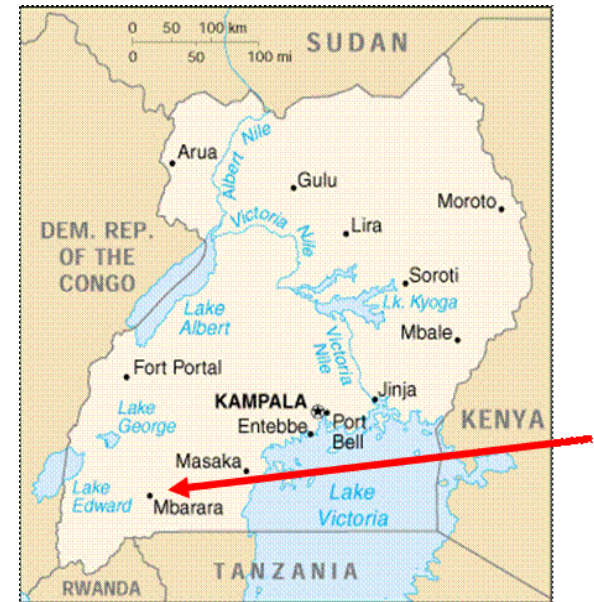 0 50 100 km
0 50 100 mi
SUDAN
Albert Nile
Arua
Gulu
Moroto
Victoria Nile
Lira
DEM. REP.
OF THE
CONGO
Soroti
Lk. Kyoga
Lake
Albert
Mbale
Victoria Nile
Fort Portal
Jinja
KAMPALA
Port
Bell
Lake
George
Entebbe
KENYA
Masaka
Lake
Edward
Mbarara
Lake
Victoria
TANZANIA
RWANDA